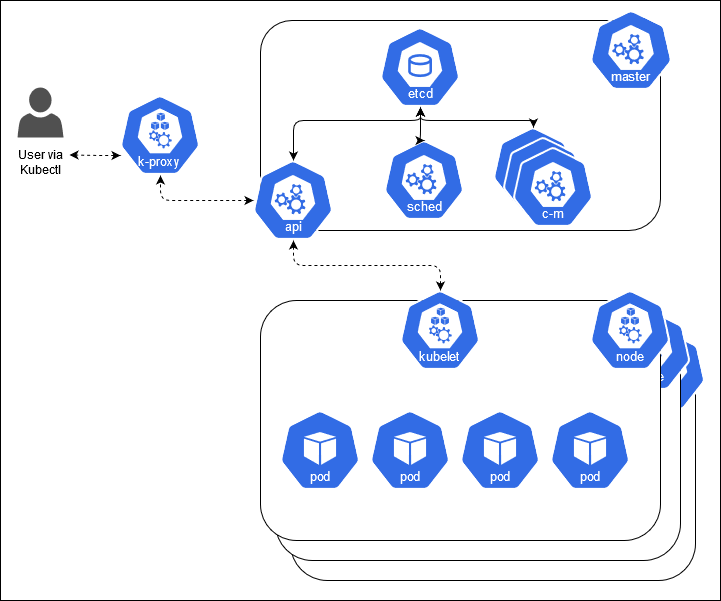 etcd
master
User via
Kubectl
k-proxy
api
sched
c-m
kubelet
node
pod
pod
pod
pod